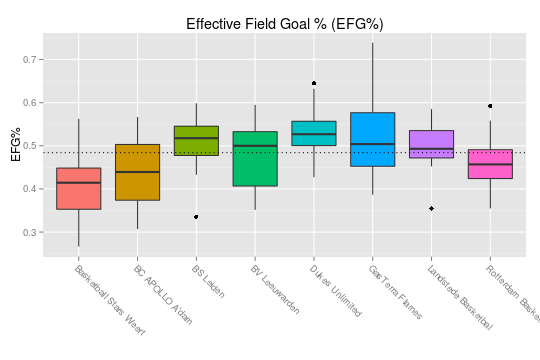 Effective Field Goal % (EFG%)
EFG%
0.7
0.6
0.5
0.4
0.3
Basketball Stars Weert
BC APOLLO A'dam
BS Leiden
BV Leeuwarden
Dukes Unlimited
GasTerra Flames
Landstede Basketbal
Rotterdam Baske